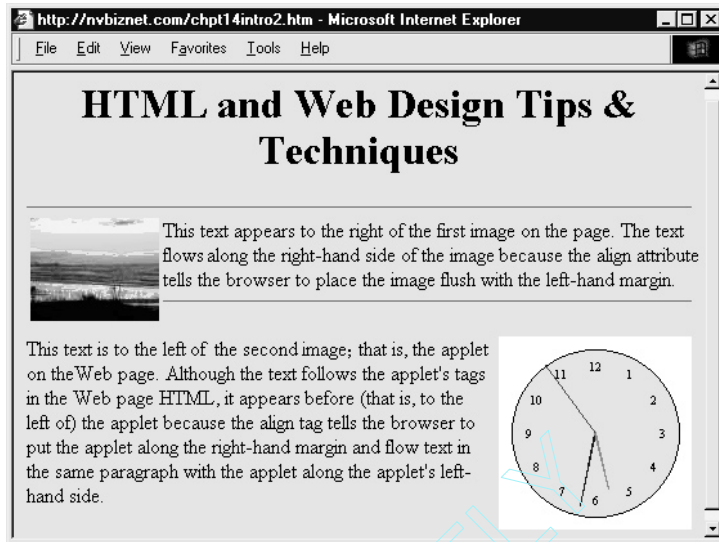 http://nvbiznet.com/chpt14intro2.htm - Microsoft Internet Explorer
File Edit View Favorites Tools Help
HTML and Web Design Tips &
Techniques
This text appears to the right of the first image on the page. The text
flows along the right-hand side of the image because the align attribute
tells the browser to place the image flush with the left-hand margin.
This text is to the left of the second image; that is, the applet
on theWeb page. Although the text follows the applet's tags
in the Web page HTML, it appears before (that is, to the
left of) the applet because the align tag tells the browser to
put the applet along the right-hand margin and flow text in
the same paragraph with the applet along the applet's left-
hand side.
12
11 1
10 2
9 3
8 4
7 5
6